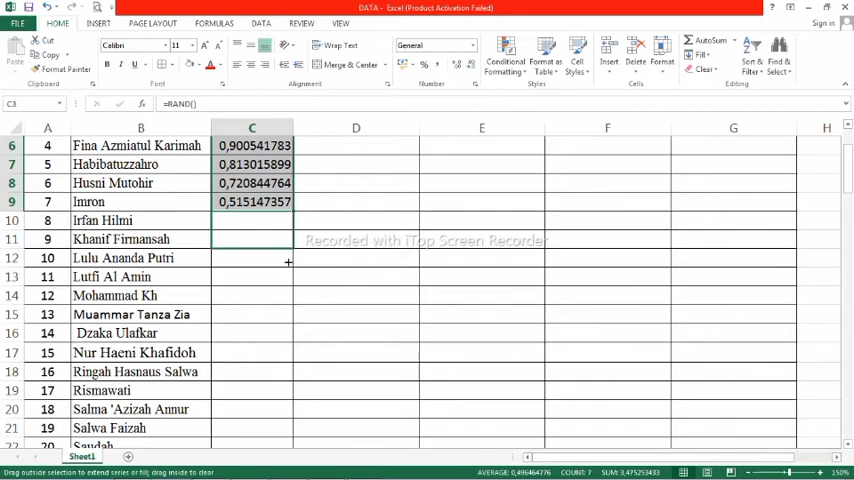 DATA - Excel (Product Activation Failed)
FILE HOME INSERT PAGE LAYOUT FORMULAS DATA REVIEW VIEW Sign in
Paste
Cut
Copy
Format Painter
Clipboard
Calibri 11
B I U
Font
Wrap Text
Merge & Center
Alignment
General
Number
Conditional Formatting
Format as Table
Cell Styles
Styles
Insert Delete Format
Cells
AutoSum
Fill
Clear
Sort & Filter
Find & Select
Editing
C3 =RAND()
A B C D E F G H
6 4 Fina Azmiatul Karimah 0,900541783
7 5 Habibatuzzahro 0,813015899
8 6 Husni Mutohir 0,720844764
9 7 Imron 0,515147357
10 8 Irfan Hilmi
11 9 Khanif Firmansah
Recorded with iTop Screen Recorder
12 10 Lulu Ananda Putri
13 11 Lutfi Al Amin
14 12 Mohammad Kh
15 13 Muammar Tanza Zia
16 14 Dzaka Ulafkar
17 15 Nur Haeni Khafidoh
18 16 Ringah Hasnaus Salwa
19 17 Rismawati
20 18 Salma 'Azizah Annur
21 19 Salwa Faizah
22 20 Saudah
Sheet1
Drag outside selection to extend series or fill; drag inside to clear AVERAGE: 0,496464776 COUNT: 7 SUM: 3,475253433 150%